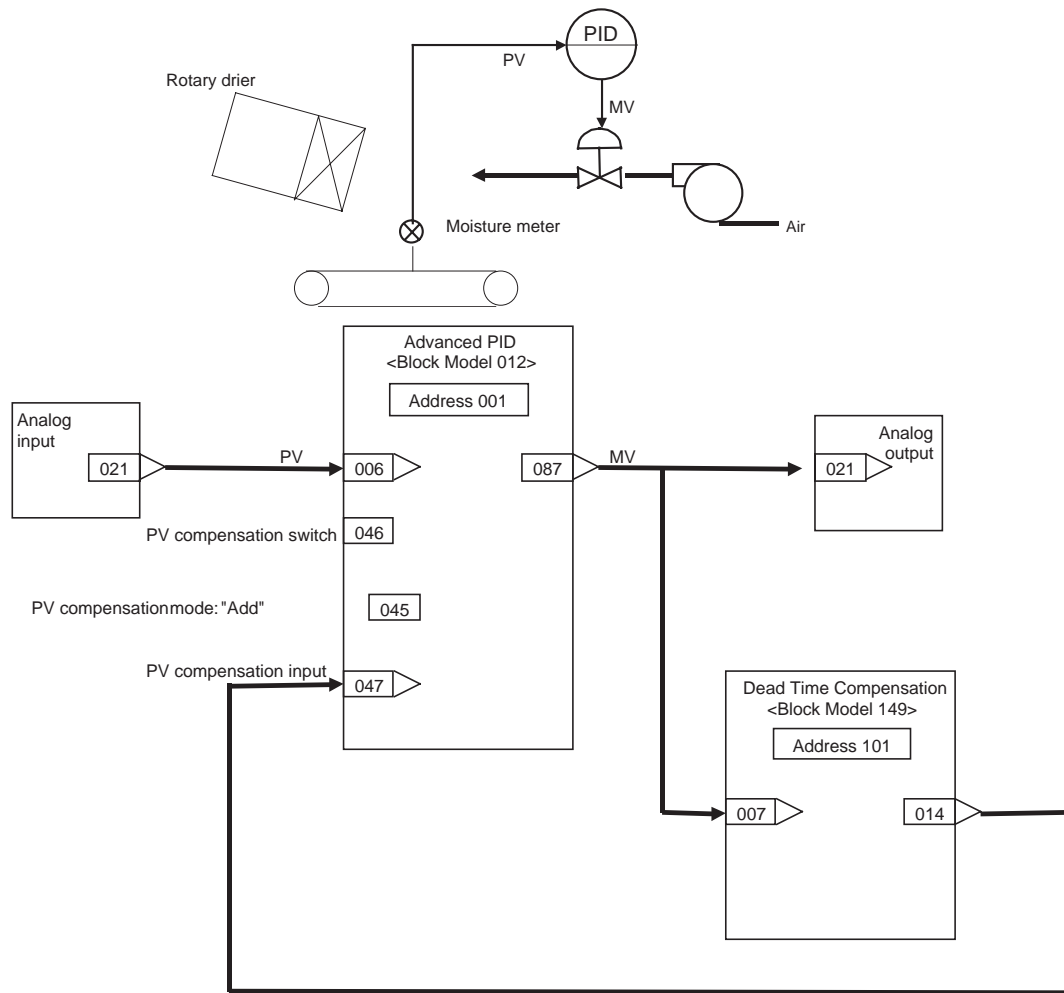 PID
PV
Rotary drier
MV
Moisture meter
Air
Advanced PID
<Block Model 012>
Address 001
Analog
input
021
PV
006
087
MV
Analog
output
021
PV compensation switch
046
PV compensationmode: "Add"
045
PV compensation input
047
Dead Time Compensation
<Block Model 149>
Address 101
007
014